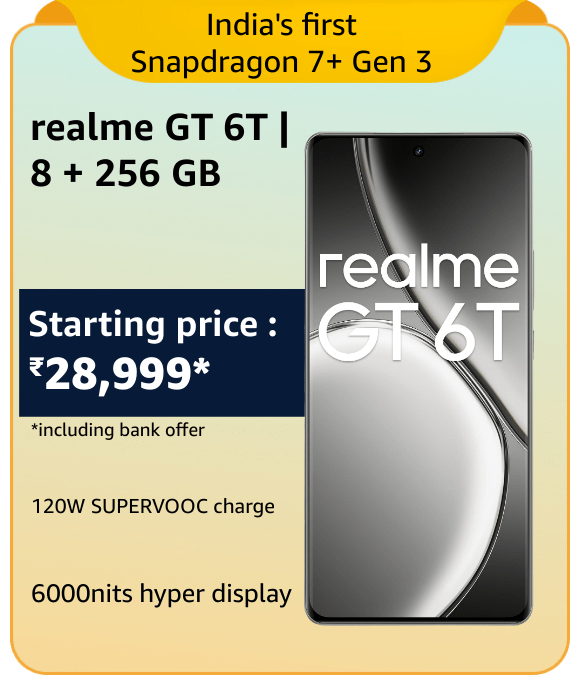 India's first
Snapdragon 7+ Gen 3
realme GT 6T |
8 + 256 GB
realme
GT 6T
Starting price :
₹28,999*
*including bank offer
120W SUPERVOOC charge
6000nits hyper display